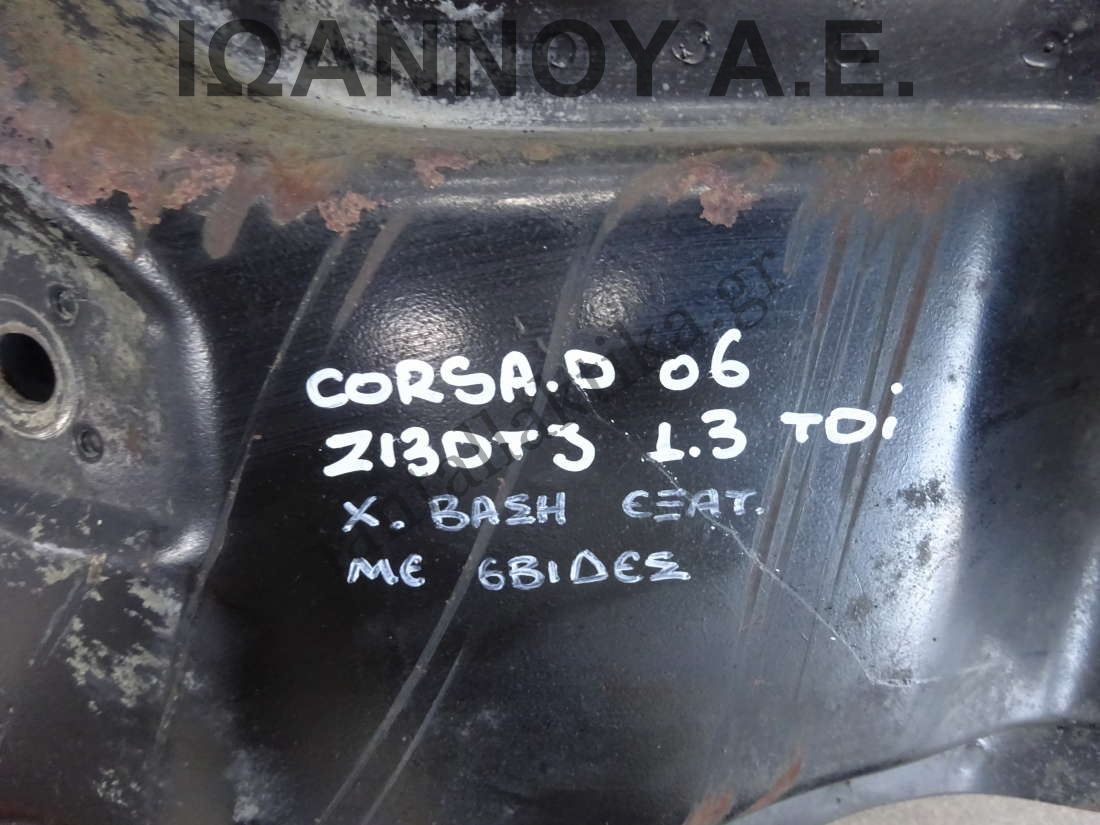 ΙΩΑΝΝΟΥ Α.Ε.
CORSA.D 06
Z13DTJ 1.3 TDi
Χ. ΒΑΣΗ ΕΞΑΤ.
ΜΕ 6ΒΙΔΕΣ